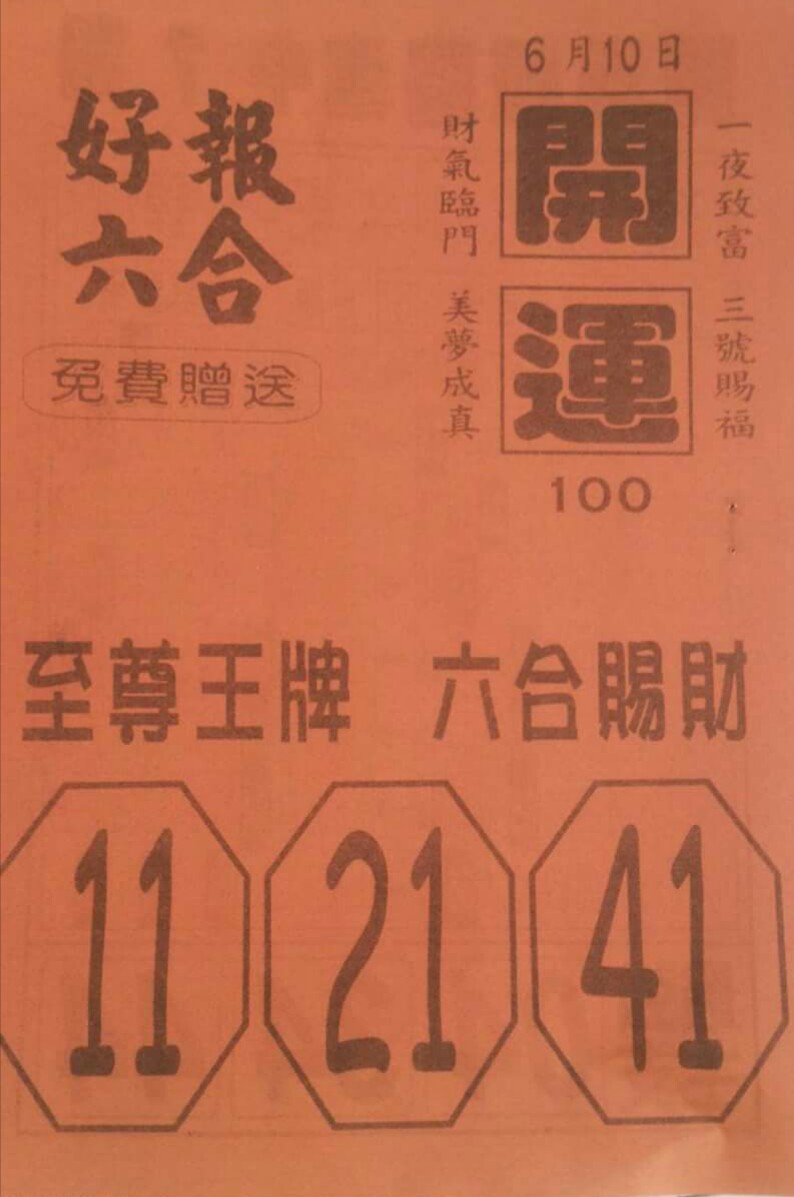 6月10日
好報
六合
免費贈送
開運
100
一夜致富 三號賜福
財氣臨門 美夢成真
至尊王牌 六合賜財
11 21 41